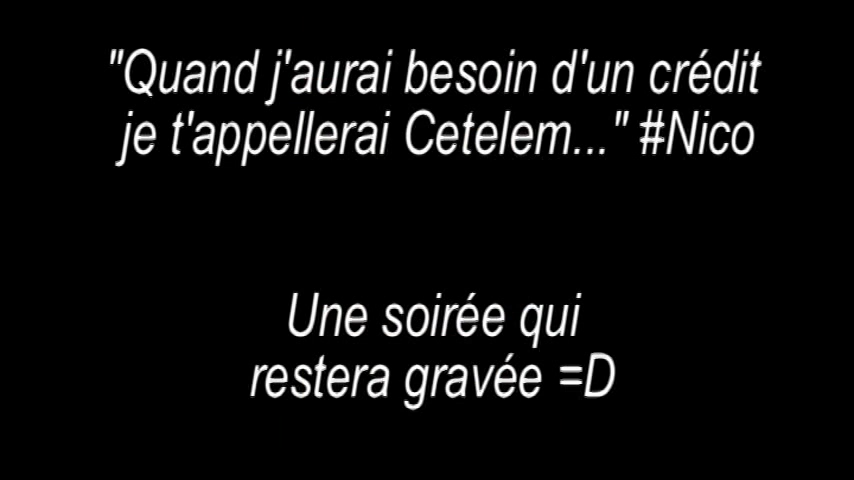 "Quand j'aurai besoin d'un crédit
je t'appellerai Cetelem..." #Nico
Une soirée qui
restera gravée =D